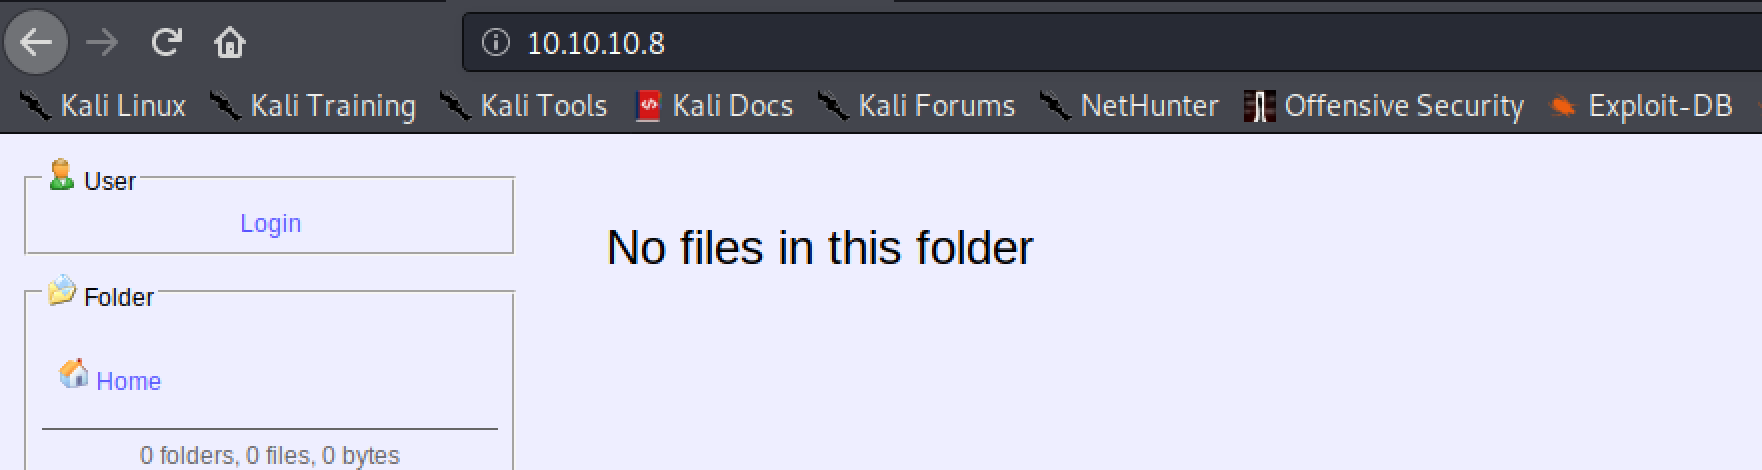 10.10.10.8
Kali Linux Kali Training Kali Tools Kali Docs Kali Forums NetHunter Offensive Security Exploit-DB
User
Login
No files in this folder
Folder
Home
0 folders, 0 files, 0 bytes